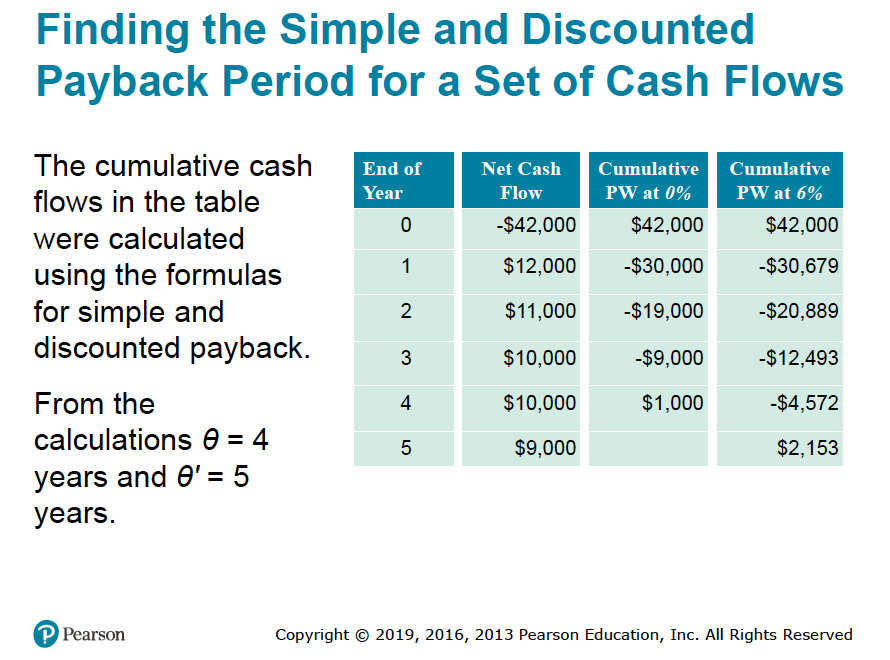 Finding the Simple and Discounted
Payback Period for a Set of Cash Flows
The cumulative cash
flows in the table
were calculated
using the formulas
for simple and
discounted payback.
From the
calculations θ = 4
years and θ′ = 5
years.
End of Year Net Cash Flow Cumulative PW at 0% Cumulative PW at 6%
0 -$42,000 $42,000 $42,000
1 $12,000 -$30,000 -$30,679
2 $11,000 -$19,000 -$20,889
3 $10,000 -$9,000 -$12,493
4 $10,000 $1,000 -$4,572
5 $9,000 $2,153
Pearson
Copyright © 2019, 2016, 2013 Pearson Education, Inc. All Rights Reserved